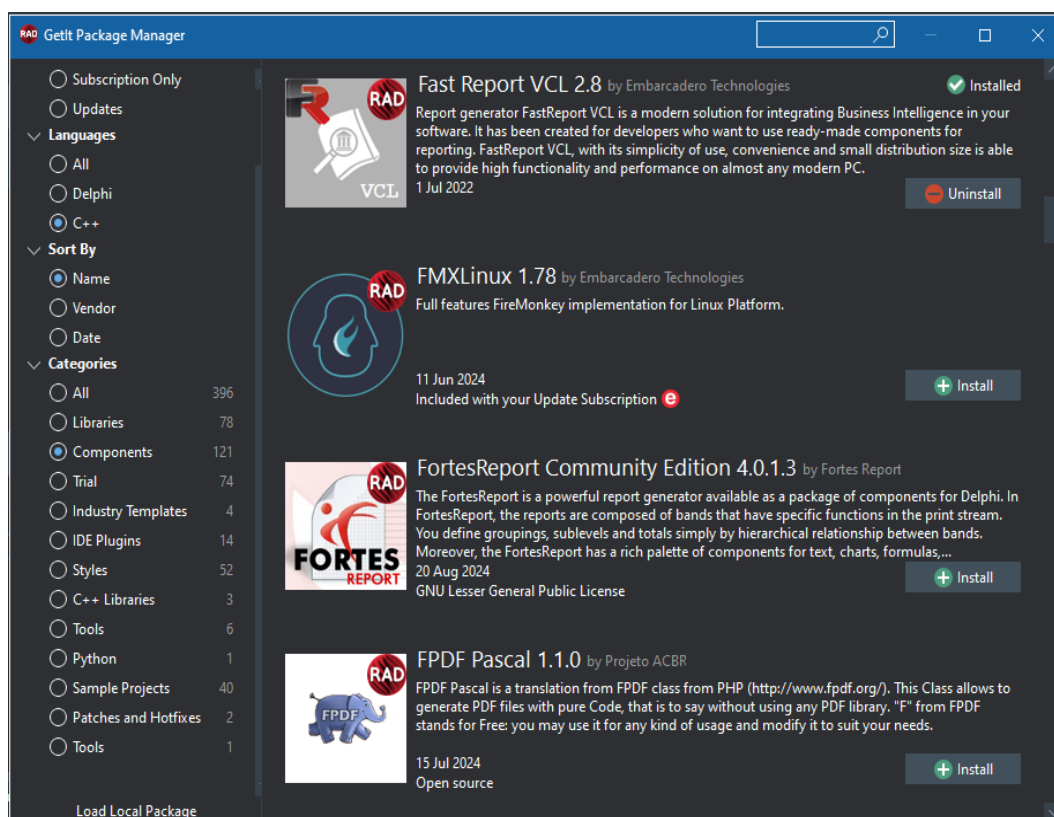 RAD GetIt Package Manager
Subscription Only
Updates
Languages
All
Delphi
C++
Sort By
Name
Vendor
Date
Categories
All 396
Libraries 78
Components 121
Trial 74
Industry Templates 4
IDE Plugins 14
Styles 52
C++ Libraries 3
Tools 6
Python 1
Sample Projects 40
Patches and Hotfixes 2
Tools 1
Load Local Package
R
RAD
VCL
Fast Report VCL 2.8 by Embarcadero Technologies
Installed
Report generator FastReport VCL is a modern solution for integrating Business Intelligence in your
software. It has been created for developers who want to use ready-made components for
reporting. FastReport VCL, with its simplicity of use, convenience and small distribution size is able
to provide high functionality and performance on almost any modern PC.
1 Jul 2022
Uninstall
RAD
FMXLinux 1.78 by Embarcadero Technologies
Full features FireMonkey implementation for Linux Platform.
11 Jun 2024
Included with your Update Subscription e
Install
RAD
FORTES
REPORT
FortesReport Community Edition 4.0.1.3 by Fortes Report
The FortesReport is a powerful report generator available as a package of components for Delphi. In
FortesReport, the reports are composed of bands that have specific functions in the print stream.
You define groupings, sublevels and totals simply by hierarchical relationship between bands.
Moreover, the FortesReport has a rich palette of components for text, charts, formulas,...
20 Aug 2024
GNU Lesser General Public License
Install
RAD
FPDF
FPDF Pascal 1.1.0 by Projeto ACBR
FPDF Pascal is a translation from FPDF class from PHP (http://www.fpdf.org/). This Class allows to
generate PDF files with pure Code, that is to say without using any PDF library. "F" from FPDF
stands for Free: you may use it for any kind of usage and modify it to suit your needs.
15 Jul 2024
Open source
Install